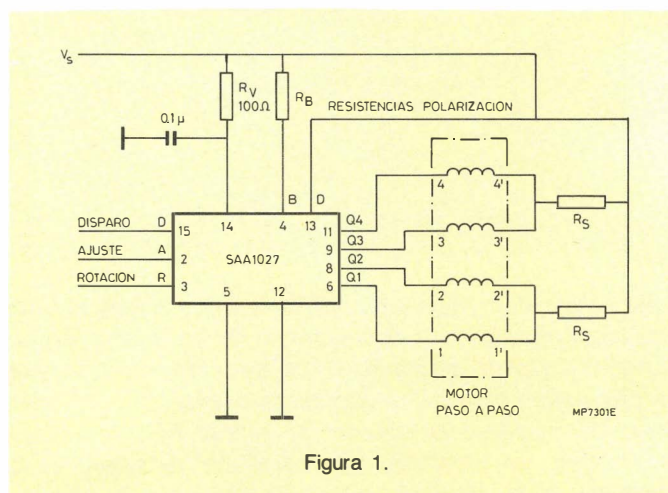 Vs
RV
100Ω
RB
RESISTENCIAS POLARIZACION
0.1µ
B D
DISPARO D
15 14 4 13 11 Q4
4 4'
RS
AJUSTE A
2 SAA1027 9 Q3
3 3'
8 Q2
ROTACION R
3 5 12 6 Q1
2 2'
RS
1 1'
MOTOR
PASO A PASO
MP7301E
Figura 1.